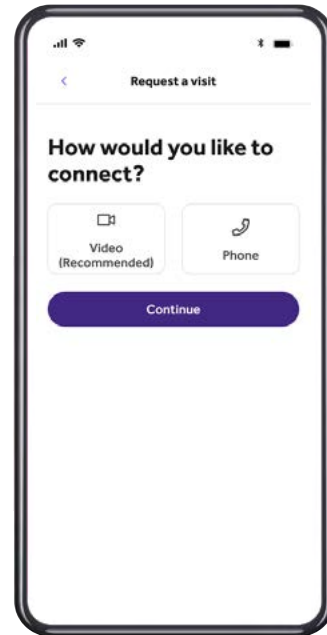 Request a visit
How would you like to
connect?
Video
(Recommended)
Phone
Continue